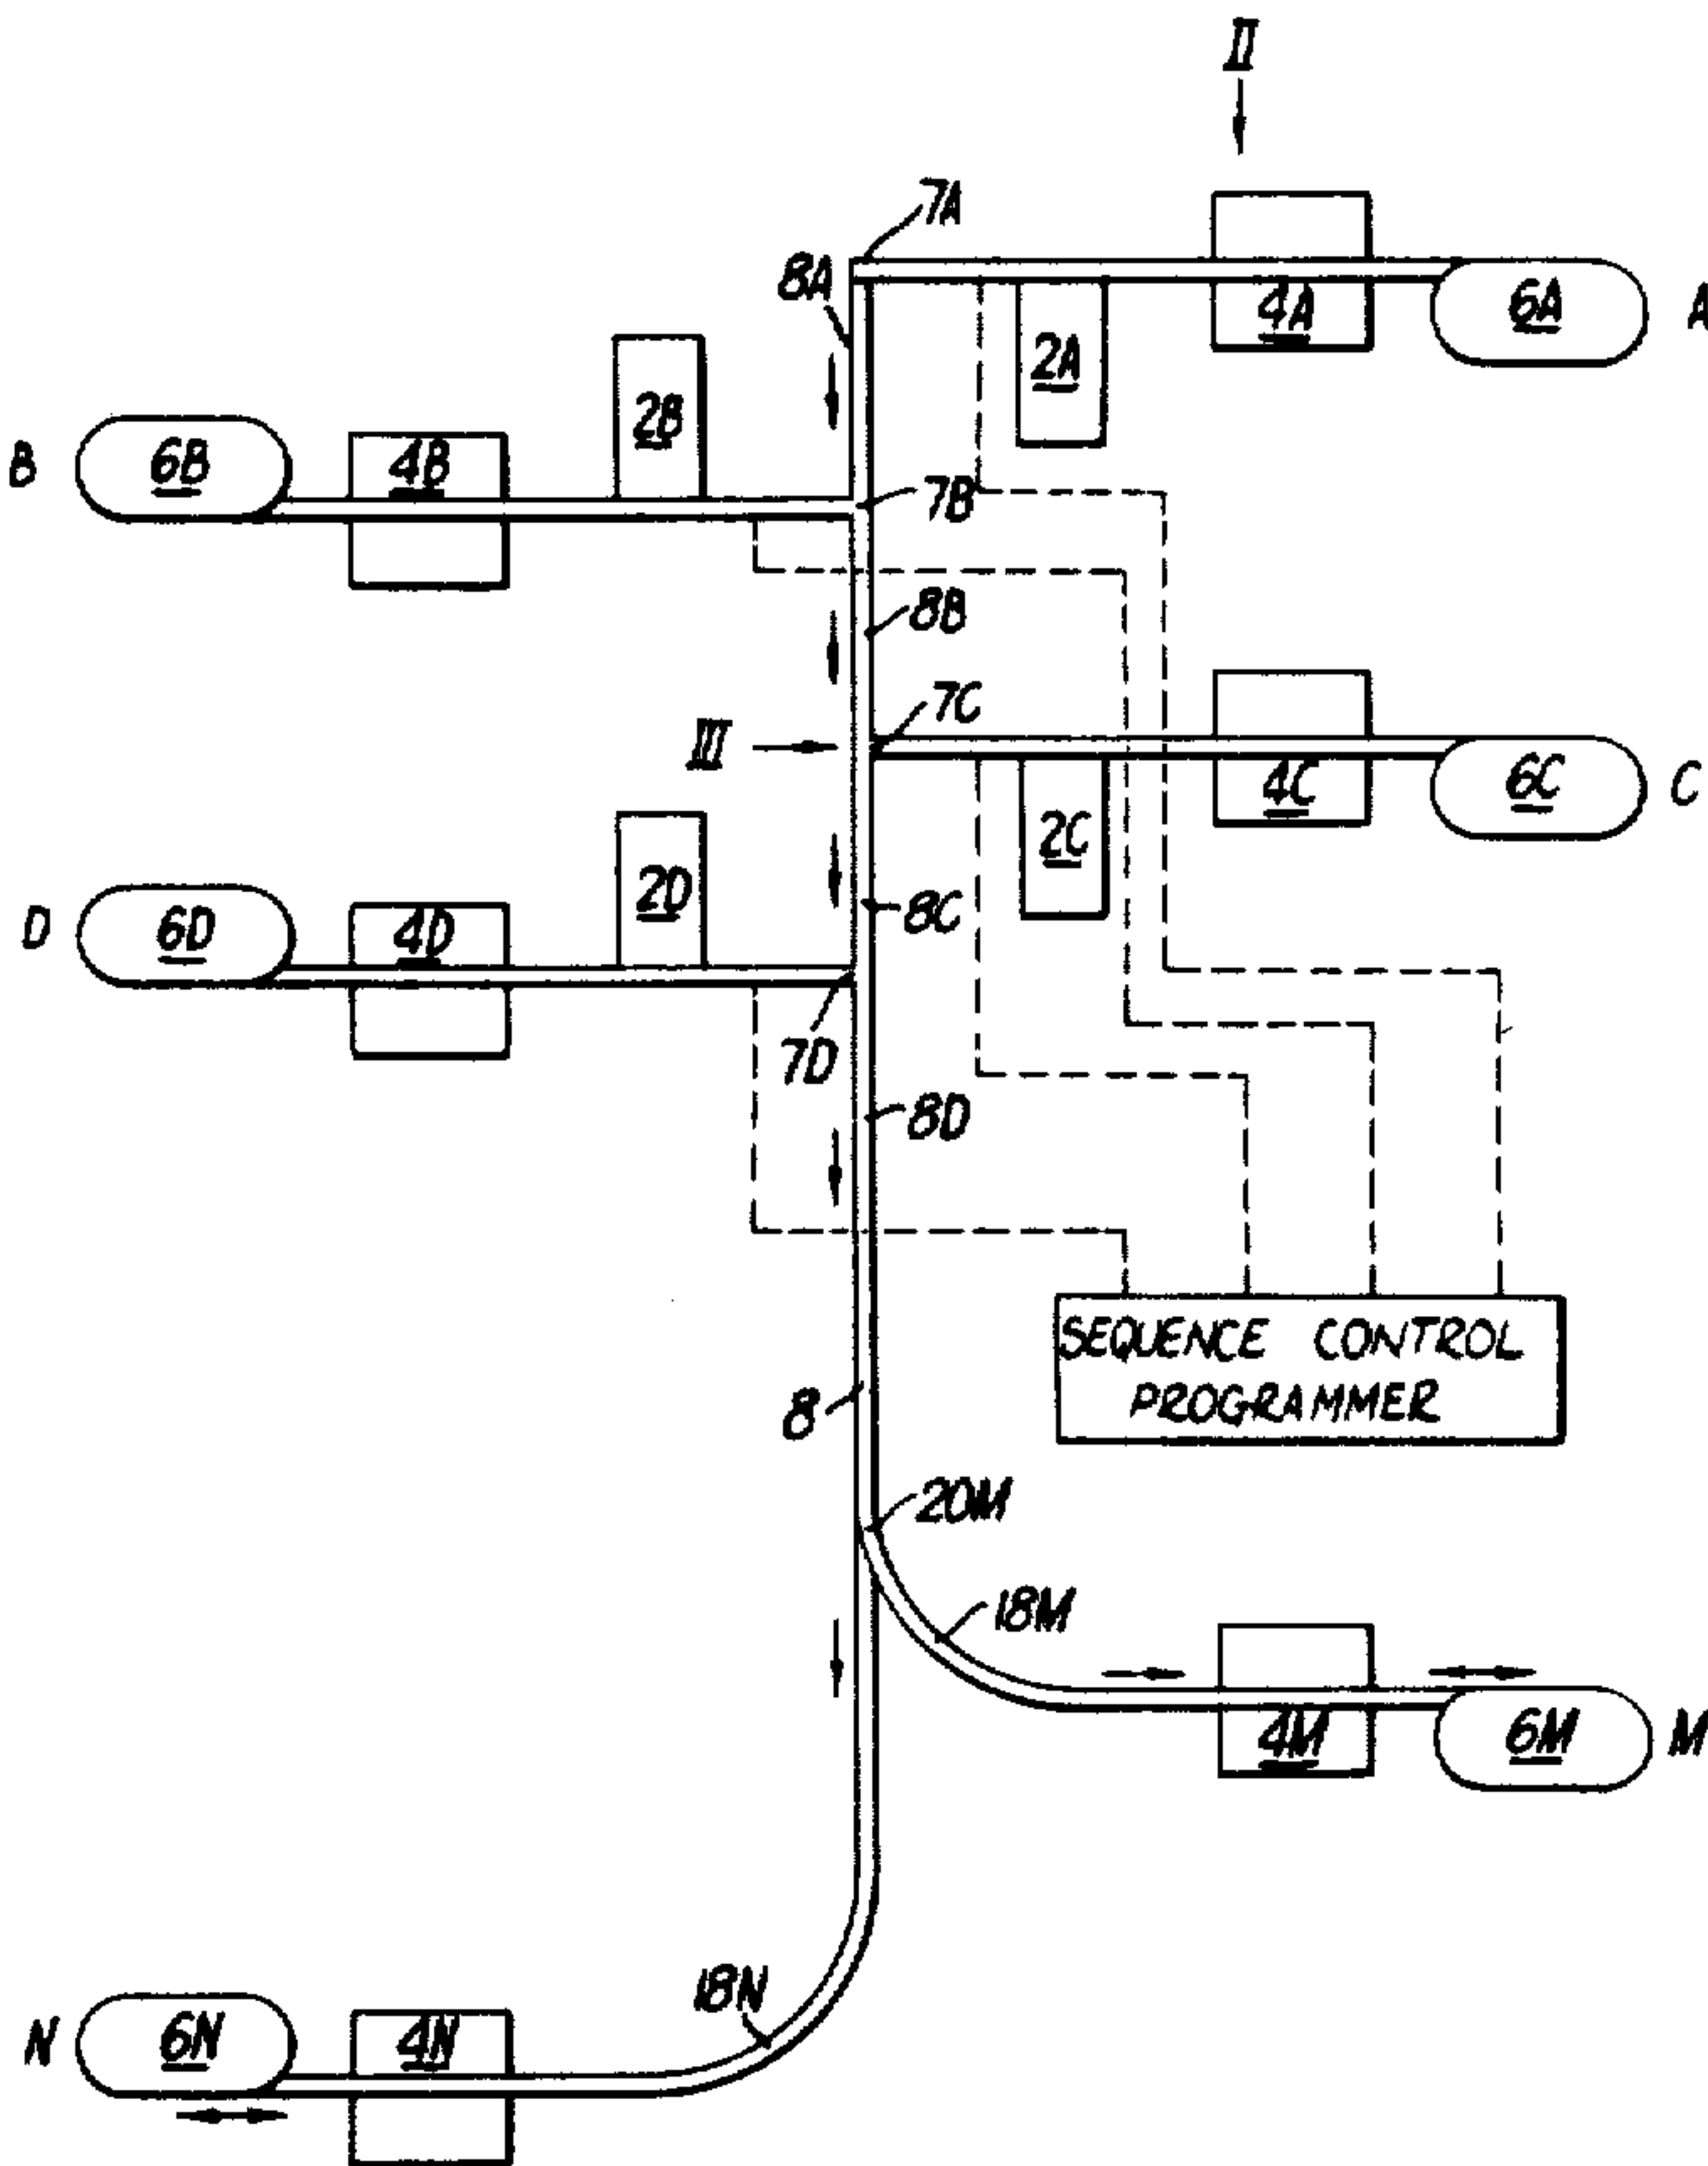 II
7A
8A
4A
6A
A
2A
2B
B
6B
4B
7B
8B
7C
III
4C
6C
C
2C
2D
D
6D
4D
8C
7D
8D
SEQUENCE CONTROL
PROGRAMMER
8
20M
18M
4M
6M
M
18N
N
6N
4N